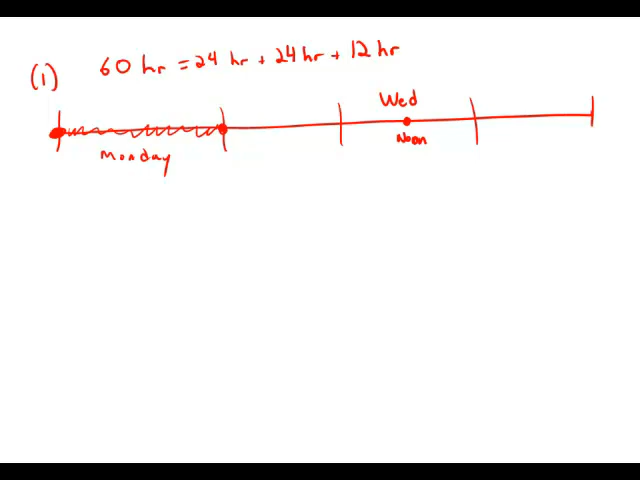 (1) 60 hr = 24 hr + 24 hr + 12 hr
Wed
Noon
Monday